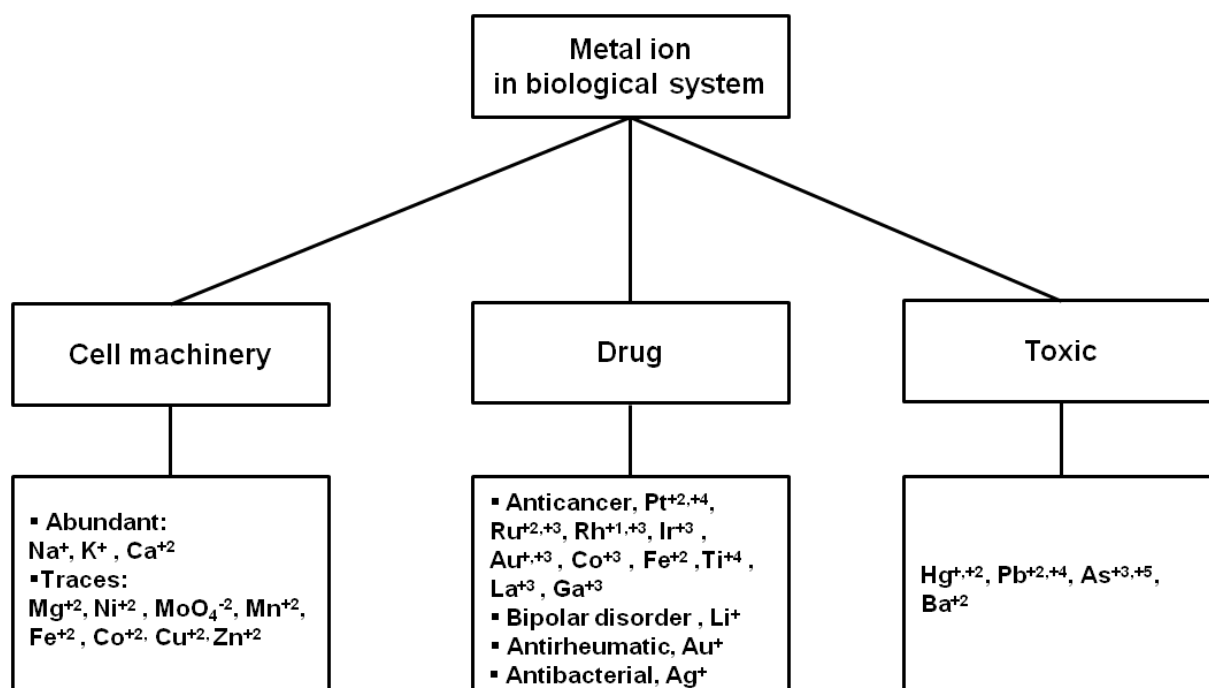 Metal ion
in biological system
Cell machinery
Drug
Toxic
▪ Abundant:
Na⁺, K⁺ , Ca⁺²
▪Traces:
Mg⁺², Ni⁺² , MoO₄⁻², Mn⁺²,
Fe⁺² , Co⁺², Cu⁺², Zn⁺²
▪ Anticancer, Pt⁺²,⁺⁴,
Ru⁺²,⁺³, Rh⁺¹,⁺³, Ir⁺³ ,
Au⁺,⁺³ , Co⁺³ , Fe⁺² ,Ti⁺⁴ ,
La⁺³ , Ga⁺³
▪ Bipolar disorder , Li⁺
▪ Antirheumatic, Au⁺
▪ Antibacterial, Ag⁺
Hg⁺,⁺², Pb⁺²,⁺⁴, As⁺³,⁺⁵,
Ba⁺²